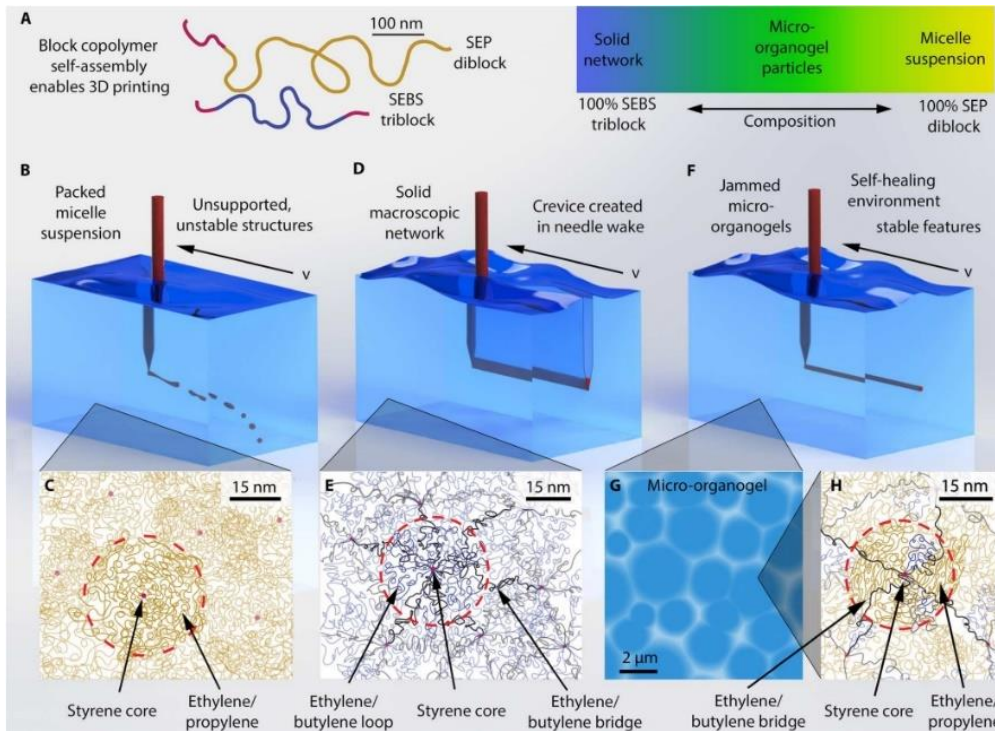 A
Block copolymer
self-assembly
enables 3D printing
100 nm
SEP
diblock
SEBS
triblock
Solid
network
Micro-
organogel
particles
Micelle
suspension
100% SEBS
triblock
Composition
100% SEP
diblock
B
Packed
micelle
suspension
Unsupported,
unstable structures
v
D
Solid
macroscopic
network
Crevice created
in needle wake
v
F
Jammed
micro-
organogels
Self-healing
environment
stable features
v
C
15 nm
Styrene core
Ethylene/
propylene
E
15 nm
Ethylene/
butylene loop
Styrene core
Ethylene/
butylene bridge
G
Micro-organogel
2 µm
H
15 nm
Ethylene/
butylene bridge
Styrene core
Ethylene/
propylene